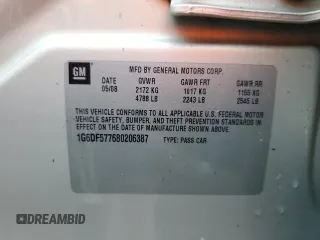 GM
MFD BY GENERAL MOTORS CORP.
DATE GVWR GAWR FRT GAWR RR
05/08 2172 KG 1017 KG 1155 KG
4788 LB 2243 LB 2545 LB
THIS VEHICLE CONFORMS TO ALL APPLICABLE U.S. FEDERAL MOTOR
VEHICLE SAFETY, BUMPER, AND THEFT PREVENTION STANDARDS IN
EFFECT ON THE DATE OF MANUFACTURE SHOWN ABOVE.
1G6DF577680206387 TYPE: PASS CAR
DREAMBID